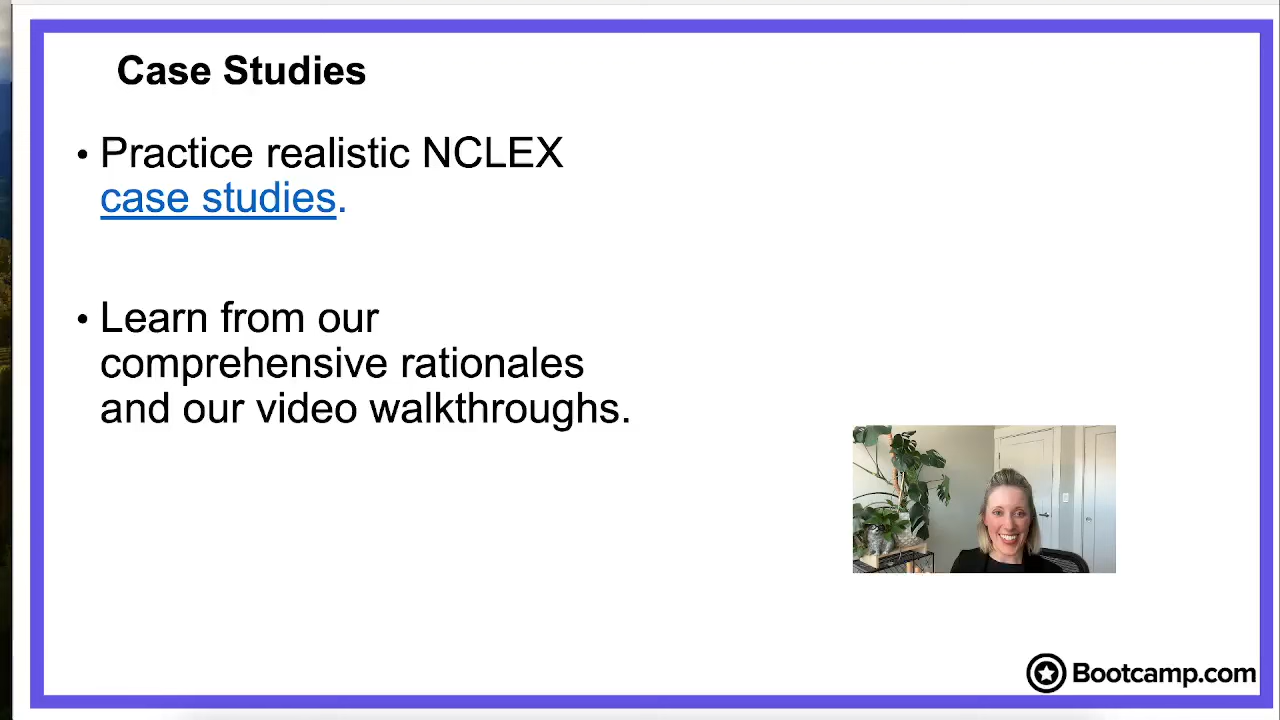 Case Studies
• Practice realistic NCLEX
case studies.
• Learn from our
comprehensive rationales
and our video walkthroughs.
Bootcamp.com